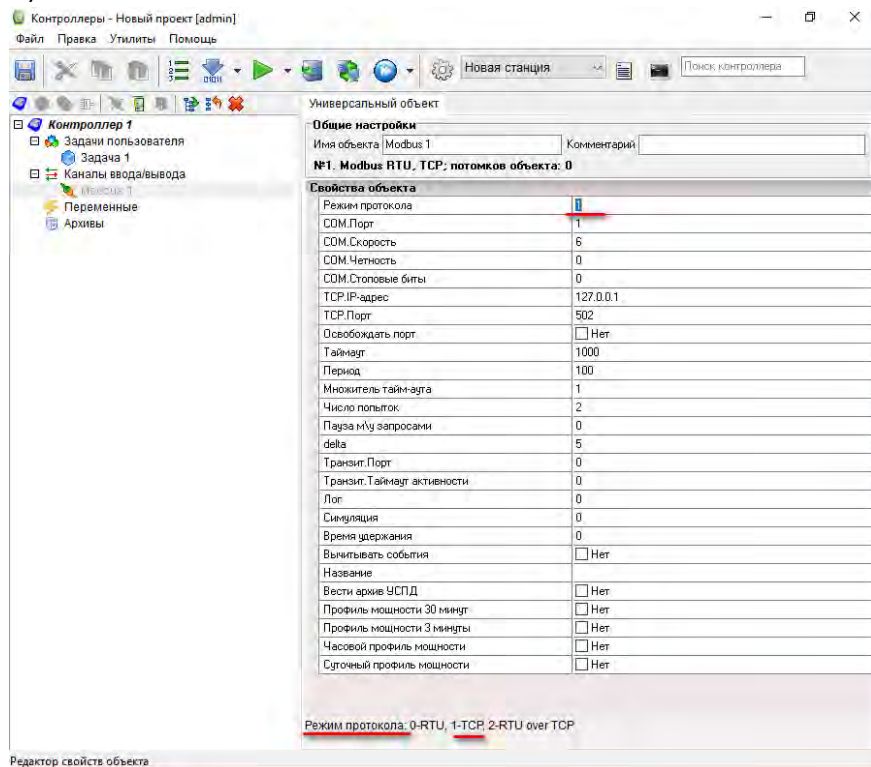 Контроллеры - Новый проект [admin]
Файл Правка Утилиты Помощь
Новая станция
Поиск контроллера
Контроллер 1
Задачи пользователя
Задача 1
Каналы ввода/вывода
Modbus 1
Переменные
Архивы
Универсальный объект
Общие настройки
Имя объекта Modbus 1 Комментарий
№1. Modbus RTU, TCP; потомков объекта: 0
Свойства объекта
Режим протокола 1
COM.Порт 1
COM.Скорость 6
COM.Четность 0
COM.Стоповые биты 0
TCP.IP-адрес 127.0.0.1
TCP.Порт 502
Освобождать порт Нет
Таймаут 1000
Период 100
Множитель тайм-аута 1
Число попыток 2
Пауза м\у запросами 0
delta 5
Транзит.Порт 0
Транзит.Таймаут активности 0
Лог 0
Симуляция 0
Время удержания 0
Вычитывать события Нет
Название
Вести архив УСПД Нет
Профиль мощности 30 минут Нет
Профиль мощности 3 минуты Нет
Часовой профиль мощности Нет
Суточный профиль мощности Нет
Режим протокола: 0-RTU, 1-TCP, 2-RTU over TCP
Редактор свойств объекта